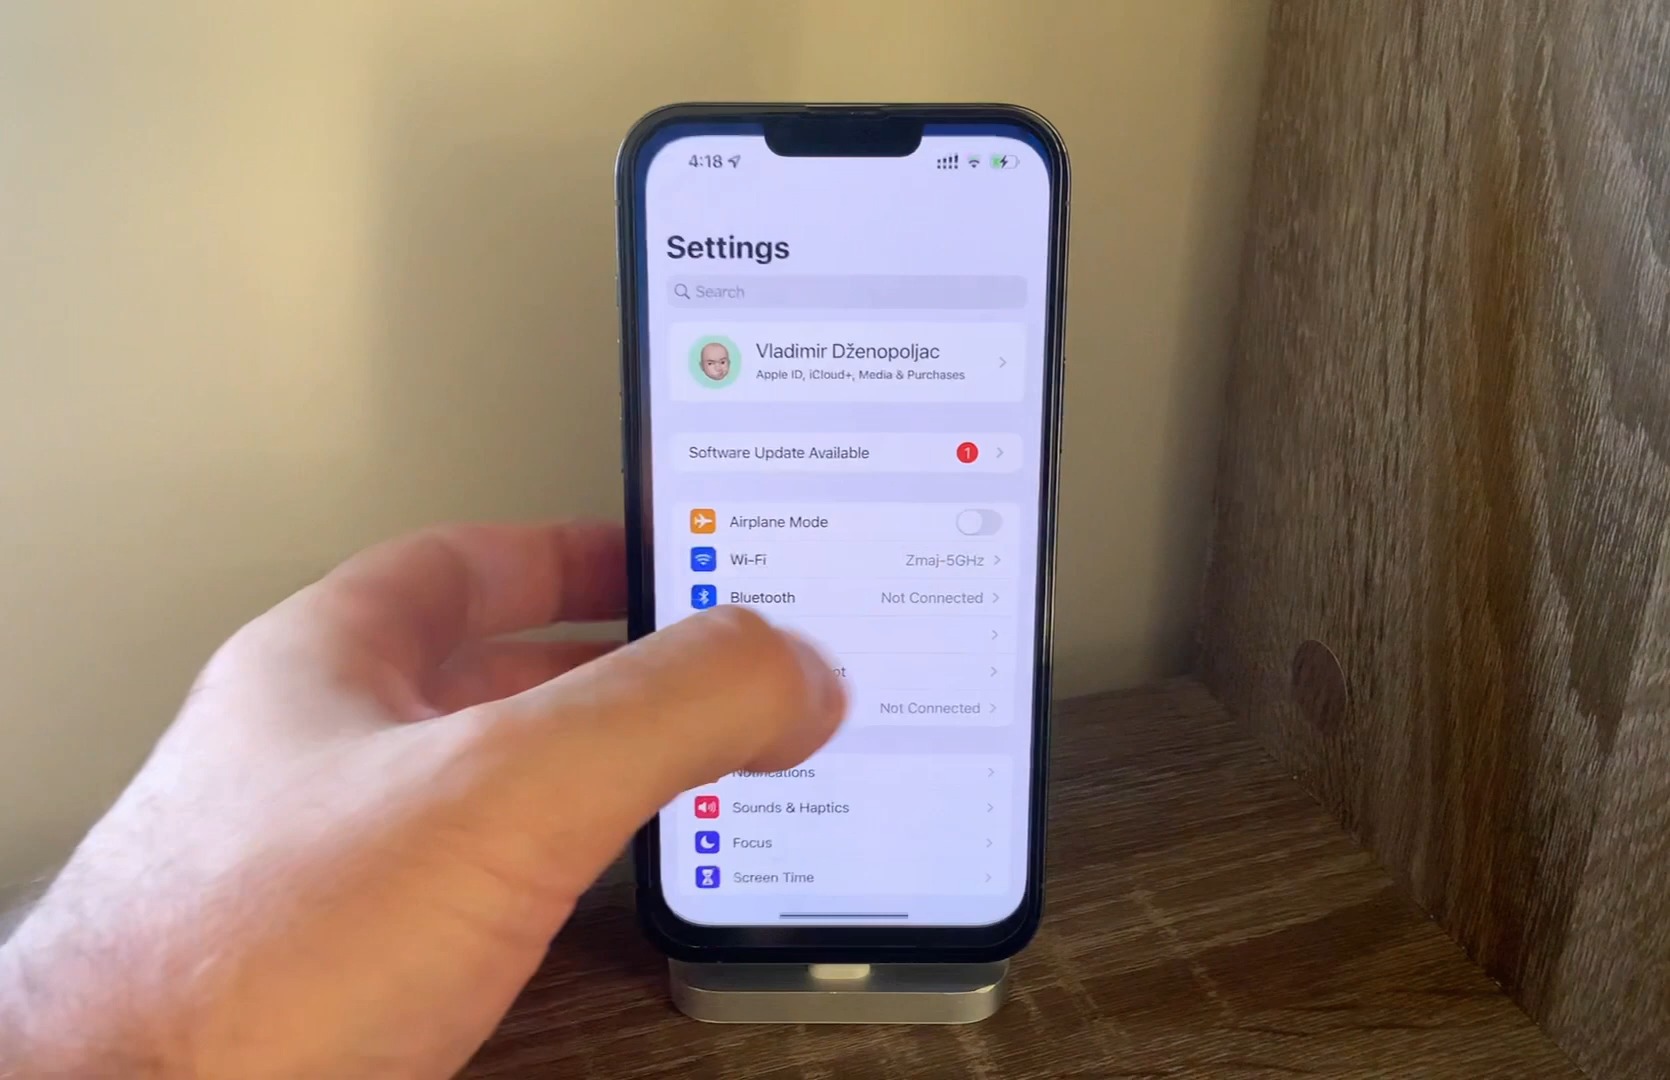 4:18
Settings
Search
Vladimir Dženopoljac
Apple ID, iCloud+, Media & Purchases
Software Update Available 1
Airplane Mode
Wi-Fi Zmaj-5GHz
Bluetooth Not Connected
ot
Not Connected
Notifications
Sounds & Haptics
Focus
Screen Time